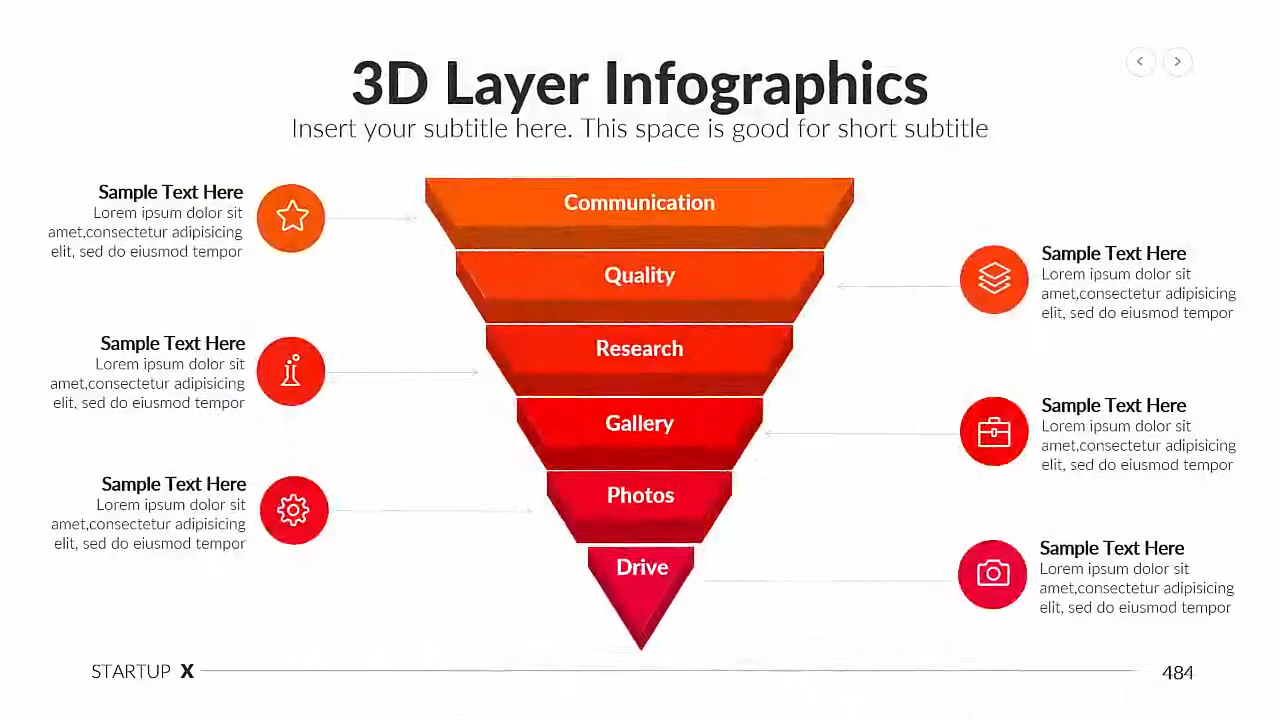 3D Layer Infographics
Insert your subtitle here. This space is good for short subtitle
Sample Text Here
Lorem ipsum dolor sit
amet,consectetur adipisicing
elit, sed do eiusmod tempor
Sample Text Here
Lorem ipsum dolor sit
amet,consectetur adipisicing
elit, sed do eiusmod tempor
Sample Text Here
Lorem ipsum dolor sit
amet,consectetur adipisicing
elit, sed do eiusmod tempor
Communication
Quality
Research
Gallery
Photos
Drive
Sample Text Here
Lorem ipsum dolor sit
amet,consectetur adipisicing
elit, sed do eiusmod tempor
Sample Text Here
Lorem ipsum dolor sit
amet,consectetur adipisicing
elit, sed do eiusmod tempor
Sample Text Here
Lorem ipsum dolor sit
amet,consectetur adipisicing
elit, sed do eiusmod tempor
STARTUP X
484